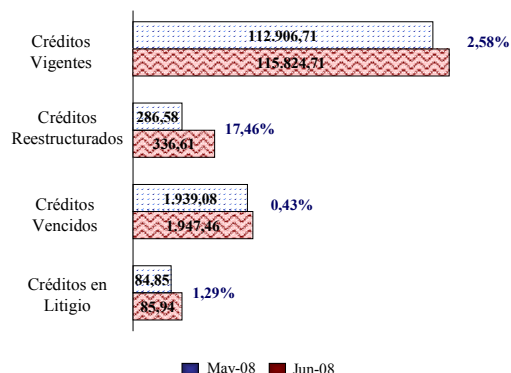 Créditos
Vigentes
112.906,71
115.824,71
2,58%
Créditos
Reestructurados
286,58
336,61
17,46%
Créditos
Vencidos
1.939,08
1.947,46
0,43%
Créditos en
Litigio
84,85
85,94
1,29%
May-08 Jun-08